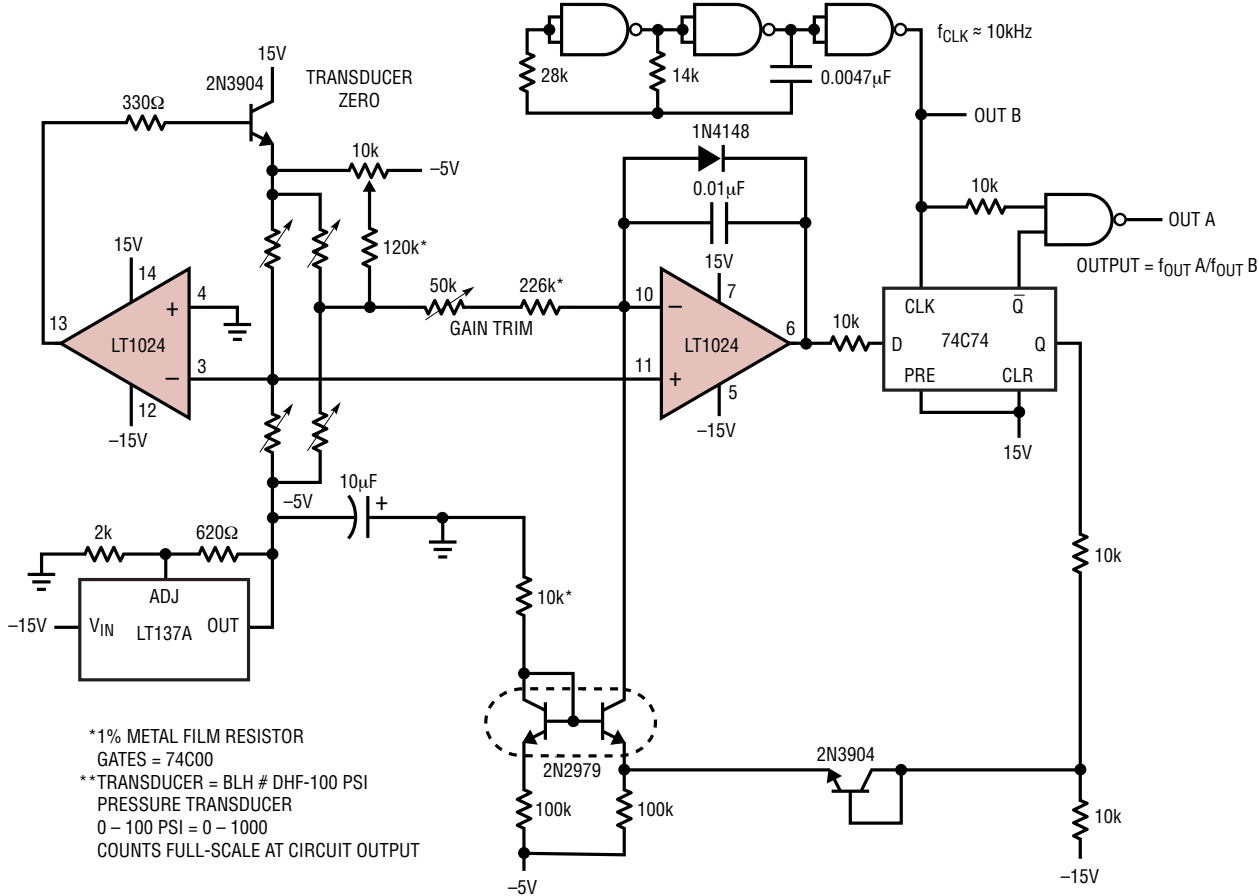 f_CLK ≈ 10kHz
28k
14k
0.0047µF
OUT B
15V
2N3904
TRANSDUCER
ZERO
330Ω
10k
–5V
120k*
1N4148
0.01µF
10k
OUT A
OUTPUT = f_OUT A/f_OUT B
15V
14
4
+
13
LT1024
–
3
12
–15V
50k
GAIN TRIM
226k*
15V
10
–
7
LT1024
6
11
+
5
–15V
10k
CLK
Q̅
D
74C74
Q
PRE
CLR
15V
–5V
10µF
+
2k
620Ω
ADJ
–15V
V_IN
OUT
LT137A
10k*
10k
2N2979
2N3904
100k
100k
–5V
10k
–15V
*1% METAL FILM RESISTOR
GATES = 74C00
**TRANSDUCER = BLH # DHF-100 PSI
PRESSURE TRANSDUCER
0 – 100 PSI = 0 – 1000
COUNTS FULL-SCALE AT CIRCUIT OUTPUT